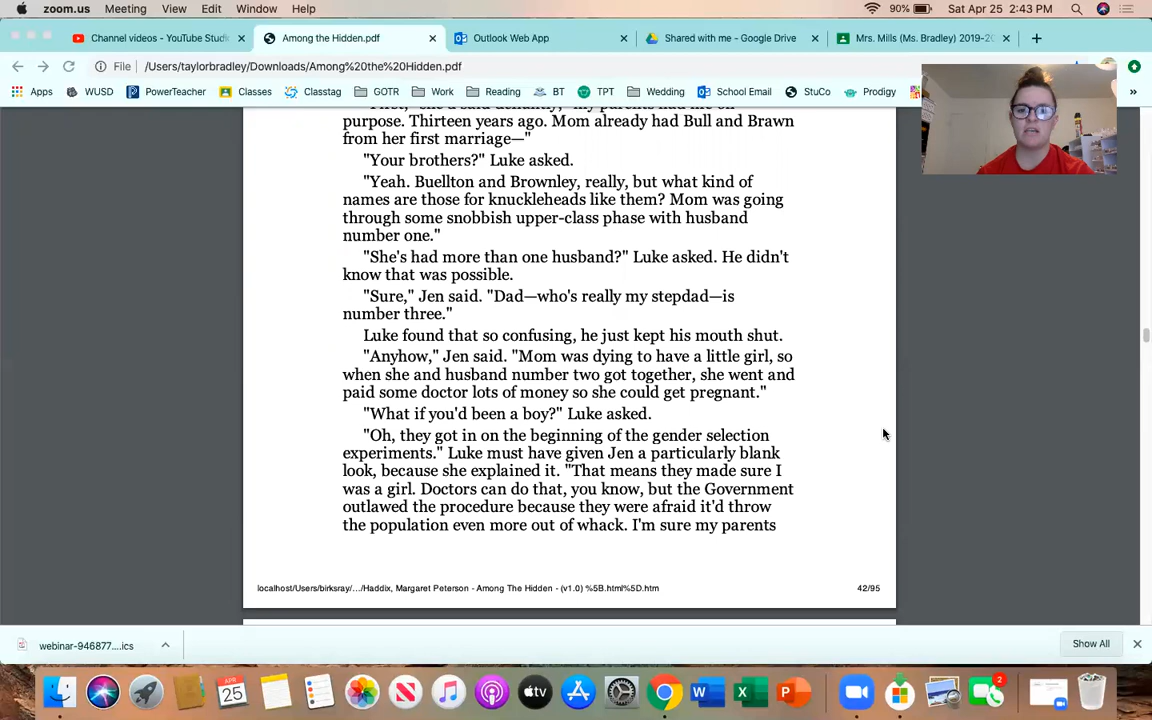 zoom.us Meeting View Edit Window Help 90% Sat Apr 25 2:43 PM
Channel videos - YouTube Studi Among the Hidden.pdf Outlook Web App Shared with me - Google Drive Mrs. Mills (Ms. Bradley) 2019-20
File /Users/taylorbradley/Downloads/Among%20the%20Hidden.pdf
Apps WUSD PowerTeacher Classes Classtag GOTR Work Reading BT TPT Wedding School Email StuCo Prodigy »
purpose. Thirteen years ago. Mom already had Bull and Brawn
from her first marriage—"
"Your brothers?" Luke asked.
"Yeah. Buellton and Brownley, really, but what kind of
names are those for knuckleheads like them? Mom was going
through some snobbish upper-class phase with husband
number one."
"She's had more than one husband?" Luke asked. He didn't
know that was possible.
"Sure," Jen said. "Dad—who's really my stepdad—is
number three."
Luke found that so confusing, he just kept his mouth shut.
"Anyhow," Jen said. "Mom was dying to have a little girl, so
when she and husband number two got together, she went and
paid some doctor lots of money so she could get pregnant."
"What if you'd been a boy?" Luke asked.
"Oh, they got in on the beginning of the gender selection
experiments." Luke must have given Jen a particularly blank
look, because she explained it. "That means they made sure I
was a girl. Doctors can do that, you know, but the Government
outlawed the procedure because they were afraid it'd throw
the population even more out of whack. I'm sure my parents
localhost/Users/birksray/.../Haddix, Margaret Peterson - Among The Hidden - (v1.0) %5B.html%5D.htm 42/95
webinar-946877....ics Show All
APR
25 tv W X P 2